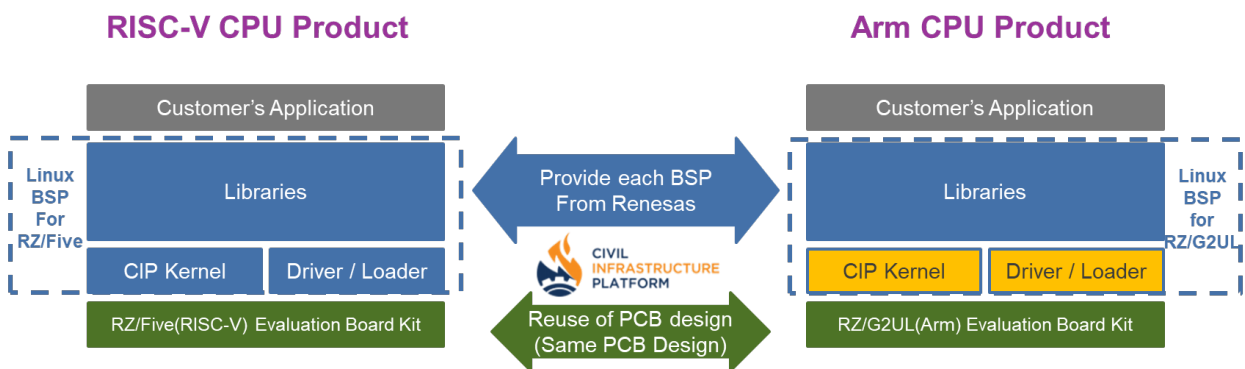 RISC-V CPU Product
Customer's Application
Linux
BSP
For
RZ/Five
Libraries
CIP Kernel
Driver / Loader
RZ/Five(RISC-V) Evaluation Board Kit
Provide each BSP
From Renesas
CIVIL
INFRASTRUCTURE
PLATFORM
Reuse of PCB design
(Same PCB Design)
Arm CPU Product
Customer's Application
Libraries
Linux
BSP
for
RZ/G2UL
CIP Kernel
Driver / Loader
RZ/G2UL(Arm) Evaluation Board Kit